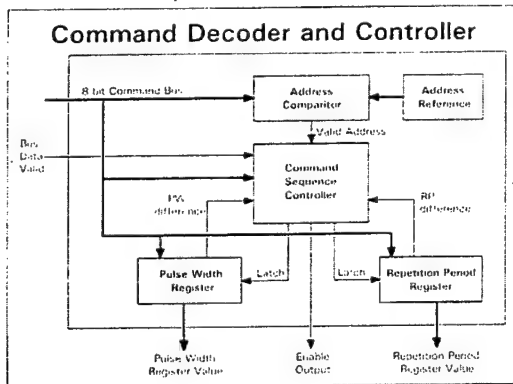 Command Decoder and Controller
8 bit Command Bus
Address
Comparitor
Address
Reference
Valid Address
Bus
Data
Valid
Command
Sequence
Controller
PW
difference
RP
difference
Pulse Width
Register
Latch
Latch
Repetition Period
Register
Pulse Width
Register Value
Enable
Output
Repetition Period
Register Value